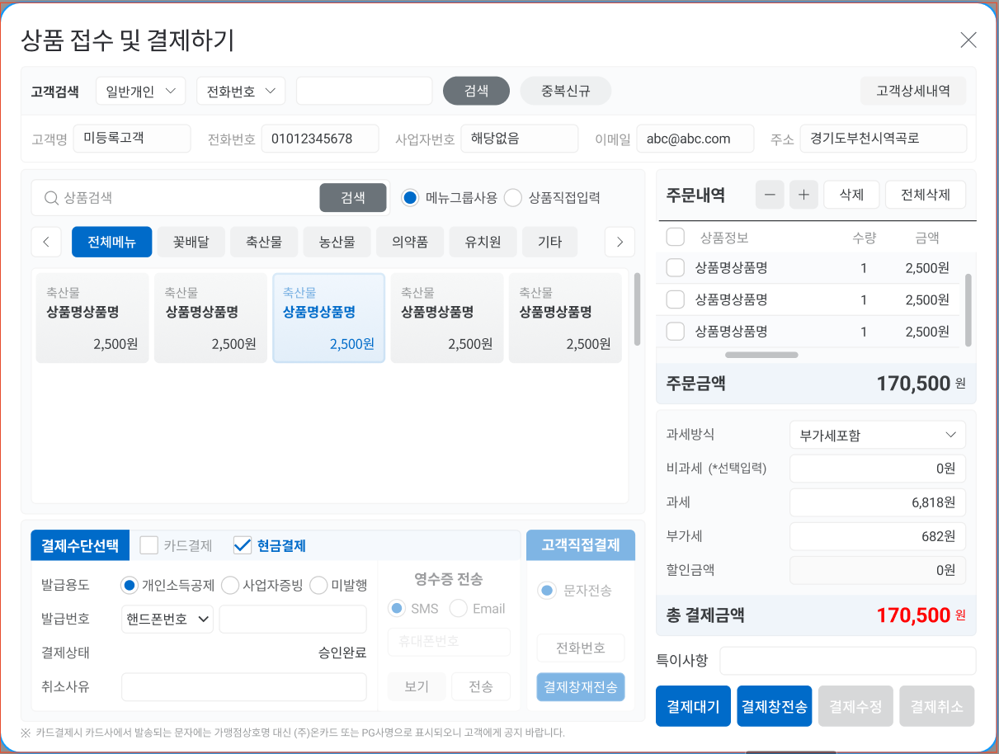 상품 접수 및 결제하기
고객검색 일반개인 전화번호 검색 중복신규 고객상세내역
고객명 미등록고객 전화번호 01012345678 사업자번호 해당없음 이메일 abc@abc.com 주소 경기도부천시역곡로
상품검색 검색 메뉴그룹사용 상품직접입력
전체메뉴 꽃배달 축산물 농산물 의약품 유치원 기타
축산물 축산물 축산물 축산물 축산물
상품명상품명 상품명상품명 상품명상품명 상품명상품명 상품명상품명
2,500원 2,500원 2,500원 2,500원 2,500원
주문내역 삭제 전체삭제
상품정보 수량 금액
상품명상품명 1 2,500원
상품명상품명 1 2,500원
상품명상품명 1 2,500원
주문금액 170,500 원
과세방식 부가세포함
비과세 (*선택입력) 0원
과세 6,818원
부가세 682원
할인금액 0원
총 결제금액 170,500 원
특이사항
결제대기 결제창전송 결제수정 결제취소
결제수단선택 카드결제 현금결제
발급용도 개인소득공제 사업자증빙 미발행
발급번호 핸드폰번호
결제상태 승인완료
취소사유
영수증 전송
SMS Email
휴대폰번호
보기 전송
고객직접결제
문자전송
전화번호
결제창재전송
※ 카드결제시 카드사에서 발송되는 문자에는 가맹점상호명 대신 (주)온카드 또는 PG사명으로 표시되오니 고객에게 공지 바랍니다.